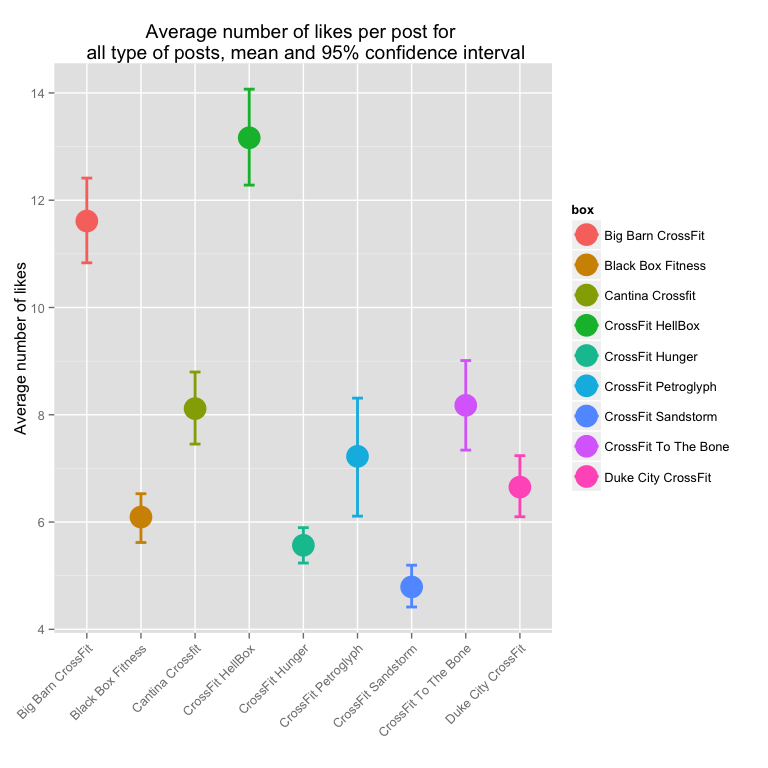 Average number of likes per post for
all type of posts, mean and 95% confidence interval
Average number of likes
14
12
10
8
6
4
Big Barn CrossFit
Black Box Fitness
Cantina Crossfit
CrossFit HellBox
CrossFit Hunger
CrossFit Petroglyph
CrossFit Sandstorm
CrossFit To The Bone
Duke City CrossFit
box
Big Barn CrossFit
Black Box Fitness
Cantina Crossfit
CrossFit HellBox
CrossFit Hunger
CrossFit Petroglyph
CrossFit Sandstorm
CrossFit To The Bone
Duke City CrossFit